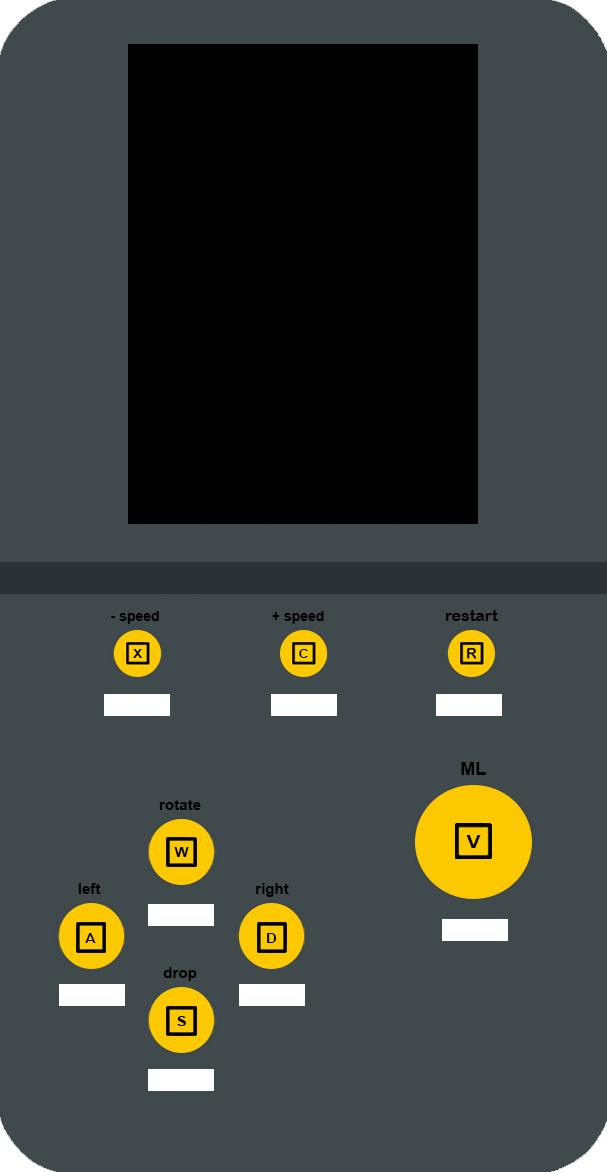 - speed
+ speed
restart
X
C
R
ML
rotate
V
W
left
right
A
D
drop
S